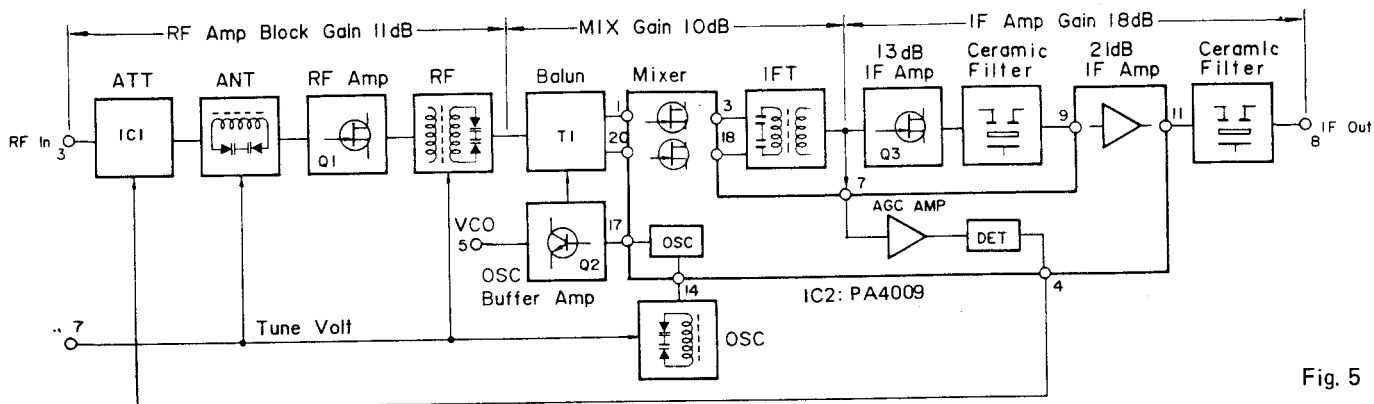 RF Amp Block Gain 11dB
MIX Gain 10dB
IF Amp Gain 18dB
ATT
ANT
RF Amp
RF
Balun
Mixer
IFT
13dB
IF Amp
Ceramic
Filter
21dB
IF Amp
Ceramic
Filter
RF In
3
IC1
Q1
T1
1
20
3
18
Q3
9
11
8
IF Out
7
VCO
5
Q2
17
OSC
AGC AMP
DET
OSC
Buffer Amp
14
IC2: PA4009
4
7
Tune Volt
OSC
Fig. 5